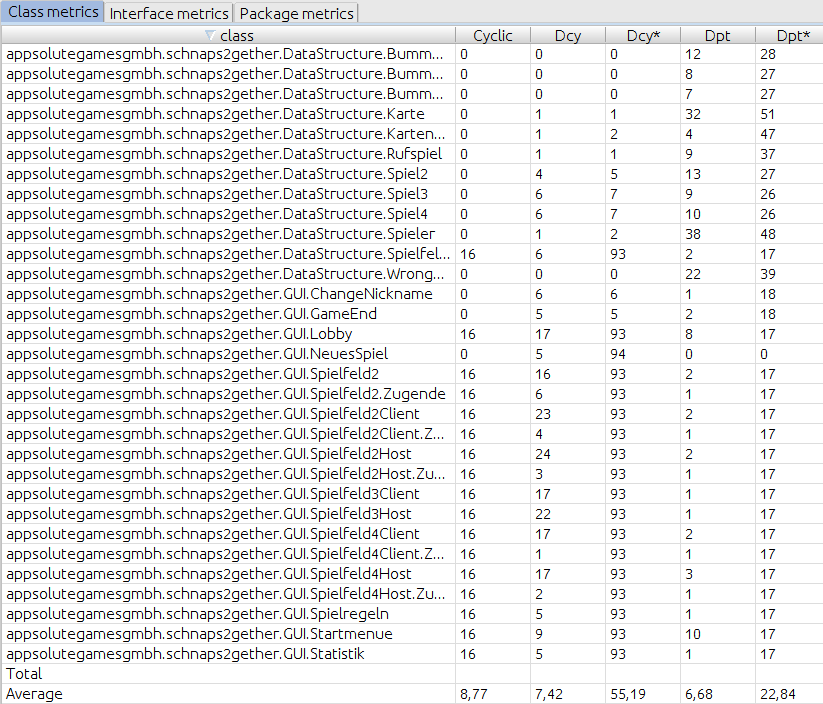 Class metrics Interface metrics Package metrics
class Cyclic Dcy Dcy* Dpt Dpt*
appsolutegamesgmbh.schnaps2gether.DataStructure.Bumm... 0 0 0 12 28
appsolutegamesgmbh.schnaps2gether.DataStructure.Bumm... 0 0 0 8 27
appsolutegamesgmbh.schnaps2gether.DataStructure.Bumm... 0 0 0 7 27
appsolutegamesgmbh.schnaps2gether.DataStructure.Karte 0 1 1 32 51
appsolutegamesgmbh.schnaps2gether.DataStructure.Karten... 0 1 2 4 47
appsolutegamesgmbh.schnaps2gether.DataStructure.Rufspiel 0 1 1 9 37
appsolutegamesgmbh.schnaps2gether.DataStructure.Spiel2 0 4 5 13 27
appsolutegamesgmbh.schnaps2gether.DataStructure.Spiel3 0 6 7 9 26
appsolutegamesgmbh.schnaps2gether.DataStructure.Spiel4 0 6 7 10 26
appsolutegamesgmbh.schnaps2gether.DataStructure.Spieler 0 1 2 38 48
appsolutegamesgmbh.schnaps2gether.DataStructure.Spielfel... 16 6 93 2 17
appsolutegamesgmbh.schnaps2gether.DataStructure.Wrong... 0 0 0 22 39
appsolutegamesgmbh.schnaps2gether.GUI.ChangeNickname 0 6 6 1 18
appsolutegamesgmbh.schnaps2gether.GUI.GameEnd 0 5 5 2 18
appsolutegamesgmbh.schnaps2gether.GUI.Lobby 16 17 93 8 17
appsolutegamesgmbh.schnaps2gether.GUI.NeuesSpiel 0 5 94 0 0
appsolutegamesgmbh.schnaps2gether.GUI.Spielfeld2 16 16 93 2 17
appsolutegamesgmbh.schnaps2gether.GUI.Spielfeld2.Zugende 16 6 93 1 17
appsolutegamesgmbh.schnaps2gether.GUI.Spielfeld2Client 16 23 93 2 17
appsolutegamesgmbh.schnaps2gether.GUI.Spielfeld2Client.Z... 16 4 93 1 17
appsolutegamesgmbh.schnaps2gether.GUI.Spielfeld2Host 16 24 93 2 17
appsolutegamesgmbh.schnaps2gether.GUI.Spielfeld2Host.Zu... 16 3 93 1 17
appsolutegamesgmbh.schnaps2gether.GUI.Spielfeld3Client 16 17 93 1 17
appsolutegamesgmbh.schnaps2gether.GUI.Spielfeld3Host 16 22 93 1 17
appsolutegamesgmbh.schnaps2gether.GUI.Spielfeld4Client 16 17 93 2 17
appsolutegamesgmbh.schnaps2gether.GUI.Spielfeld4Client.Z... 16 1 93 1 17
appsolutegamesgmbh.schnaps2gether.GUI.Spielfeld4Host 16 17 93 3 17
appsolutegamesgmbh.schnaps2gether.GUI.Spielfeld4Host.Zu... 16 2 93 1 17
appsolutegamesgmbh.schnaps2gether.GUI.Spielregeln 16 5 93 1 17
appsolutegamesgmbh.schnaps2gether.GUI.Startmenue 16 9 93 10 17
appsolutegamesgmbh.schnaps2gether.GUI.Statistik 16 5 93 1 17
Total
Average 8,77 7,42 55,19 6,68 22,84